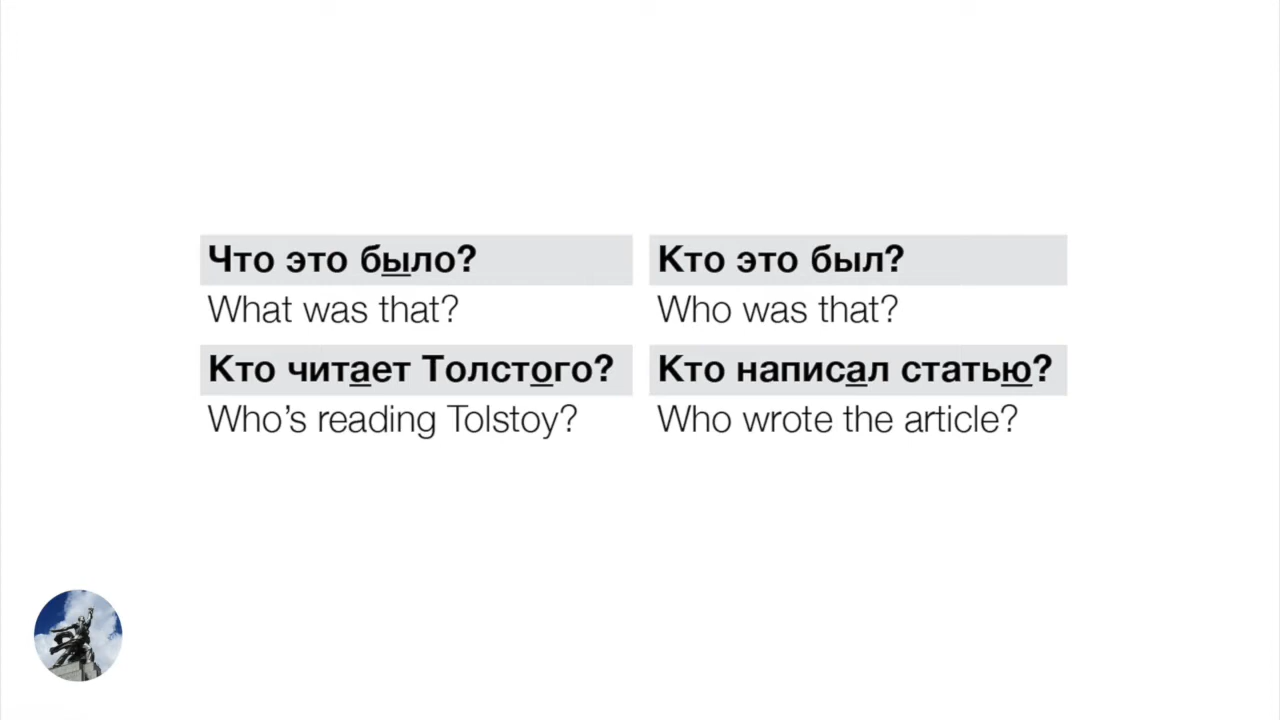 Что это было?
What was that?
Кто это был?
Who was that?
Кто читает Толстого?
Who’s reading Tolstoy?
Кто написал статью?
Who wrote the article?